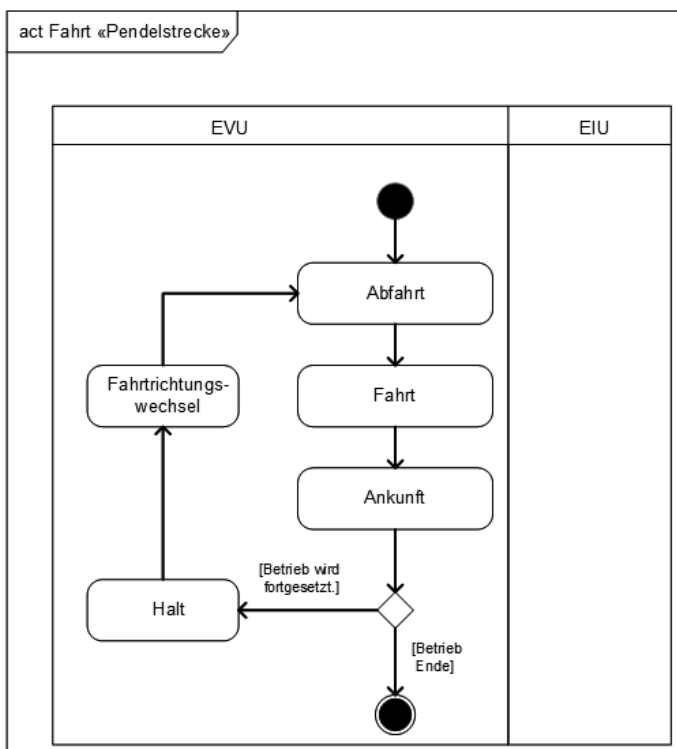 act Fahrt «Pendelstrecke»
EVU
EIU
Abfahrt
Fahrtrichtungs-
wechsel
Fahrt
Ankunft
[Betrieb wird
fortgesetzt.]
Halt
[Betrieb
Ende]